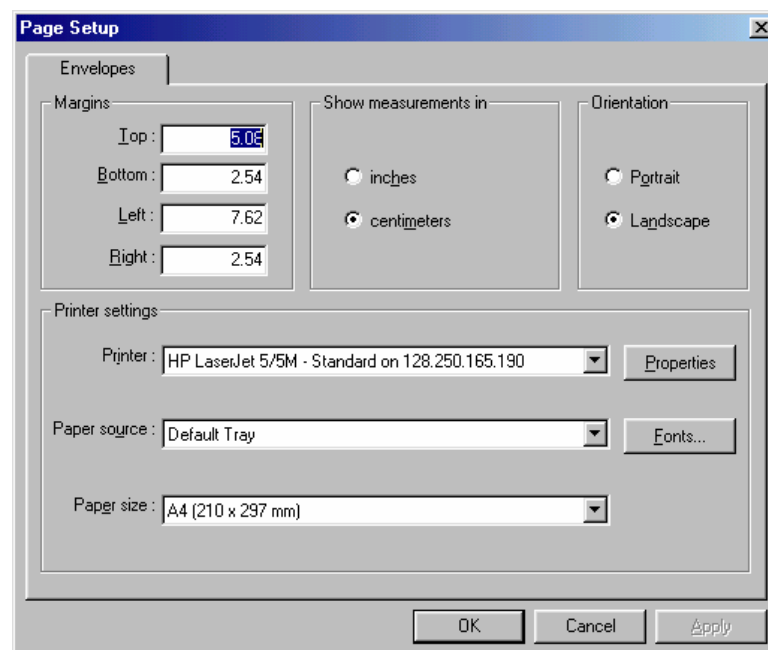 Page Setup
Envelopes
Margins
Top : 5.08
Bottom : 2.54
Left : 7.62
Right : 2.54
Show measurements in
inches
centimeters
Orientation
Portrait
Landscape
Printer settings
Printer : HP LaserJet 5/5M - Standard on 128.250.165.190
Properties
Paper source : Default Tray
Fonts...
Paper size : A4 (210 x 297 mm)
OK Cancel Apply